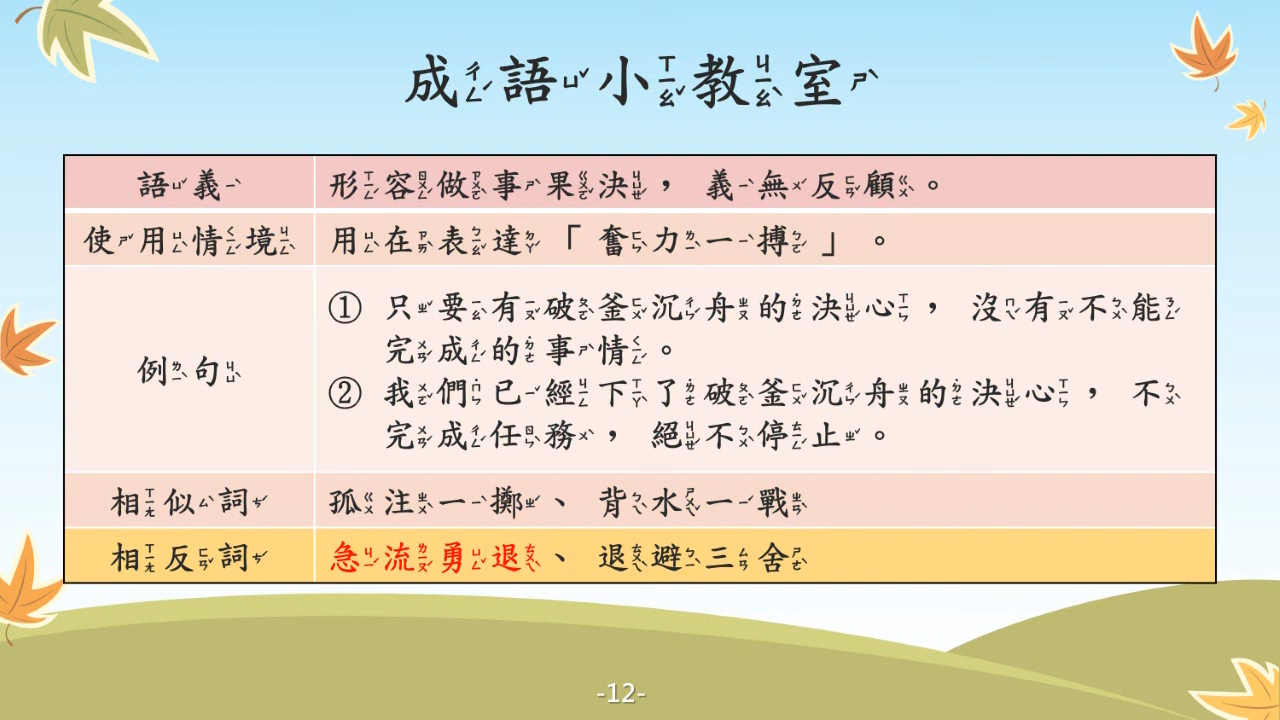 成語小教室
語義
形容做事果決，義無反顧。
使用情境
用在表達「奮力一搏」。
例句
① 只要有破釜沉舟的決心，沒有不能
完成的事情。
② 我們已經下了破釜沉舟的決心，不
完成任務，絕不停止。
相似詞
孤注一擲、背水一戰
相反詞
急流勇退、退避三舍
-12-